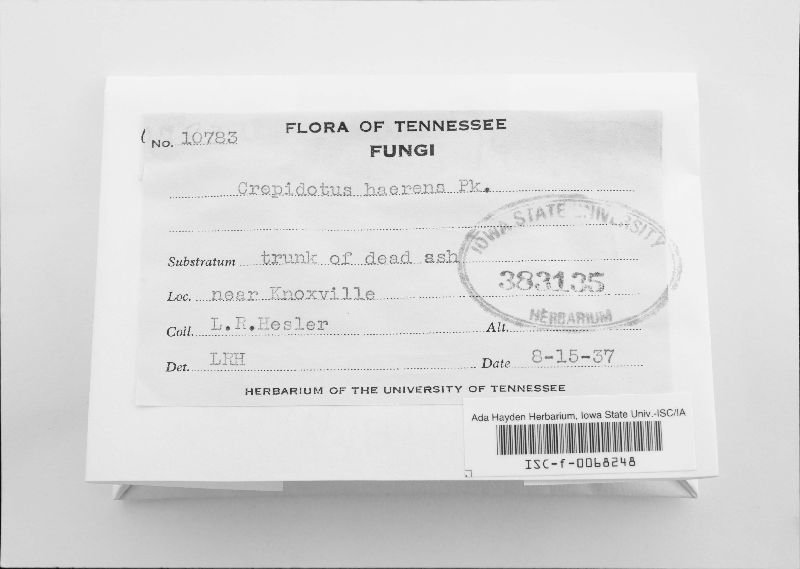 FLORA OF TENNESSEE
No. 10783
FUNGI
Crepidotus haerens Pk.
Substratum trunk of dead ash
IOWA STATE UNIVERSITY
383135
HERBARIUM
Loc. near Knoxville
Coll. L.R.Hesler Alt.
Det. LRH Date 8-15-37
HERBARIUM OF THE UNIVERSITY OF TENNESSEE
Ada Hayden Herbarium, Iowa State Univ.-ISC/IA
ISC-f-0068248